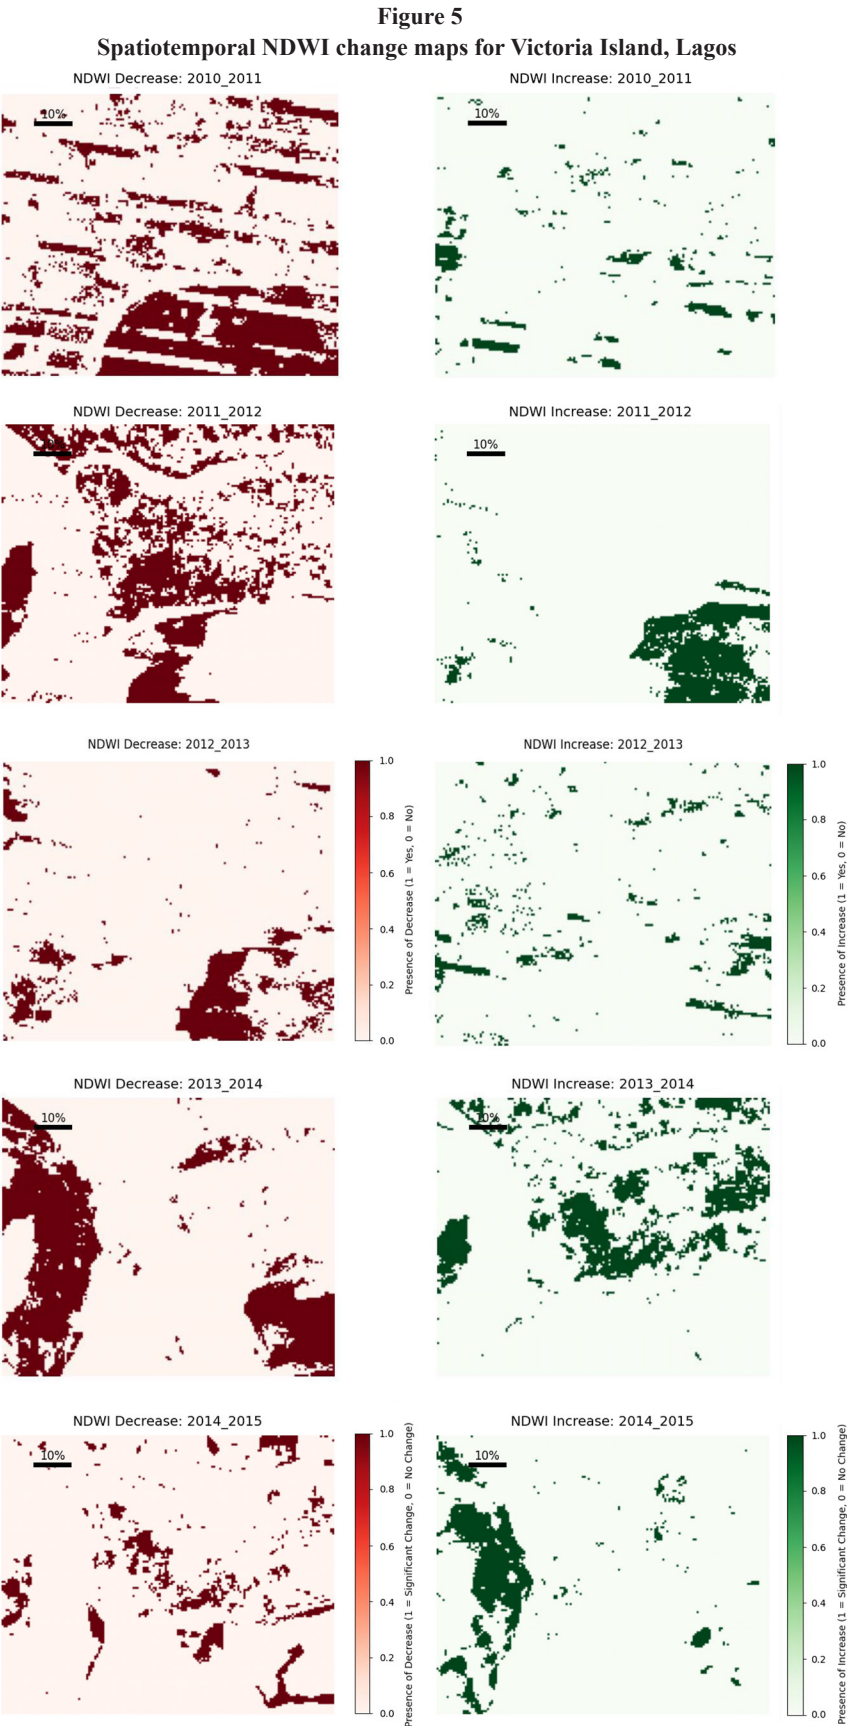 Figure 5
Spatiotemporal NDWI change maps for Victoria Island, Lagos
NDWI Decrease: 2010_2011
NDWI Increase: 2010_2011
10%
10%
NDWI Decrease: 2011_2012
NDWI Increase: 2011_2012
10%
10%
NDWI Decrease: 2012_2013
NDWI Increase: 2012_2013
1.0
0.8
0.6
0.4
0.2
0.0
Presence of Decrease (1 = Yes, 0 = No)
1.0
0.8
0.6
0.4
0.2
0.0
Presence of Increase (1 = Yes, 0 = No)
NDWI Decrease: 2013_2014
NDWI Increase: 2013_2014
10%
10%
NDWI Decrease: 2014_2015
NDWI Increase: 2014_2015
10%
10%
1.0
0.8
0.6
0.4
0.2
0.0
Presence of Decrease (1 = Significant Change, 0 = No Change)
1.0
0.8
0.6
0.4
0.2
0.0
Presence of Increase (1 = Significant Change, 0 = No Change)